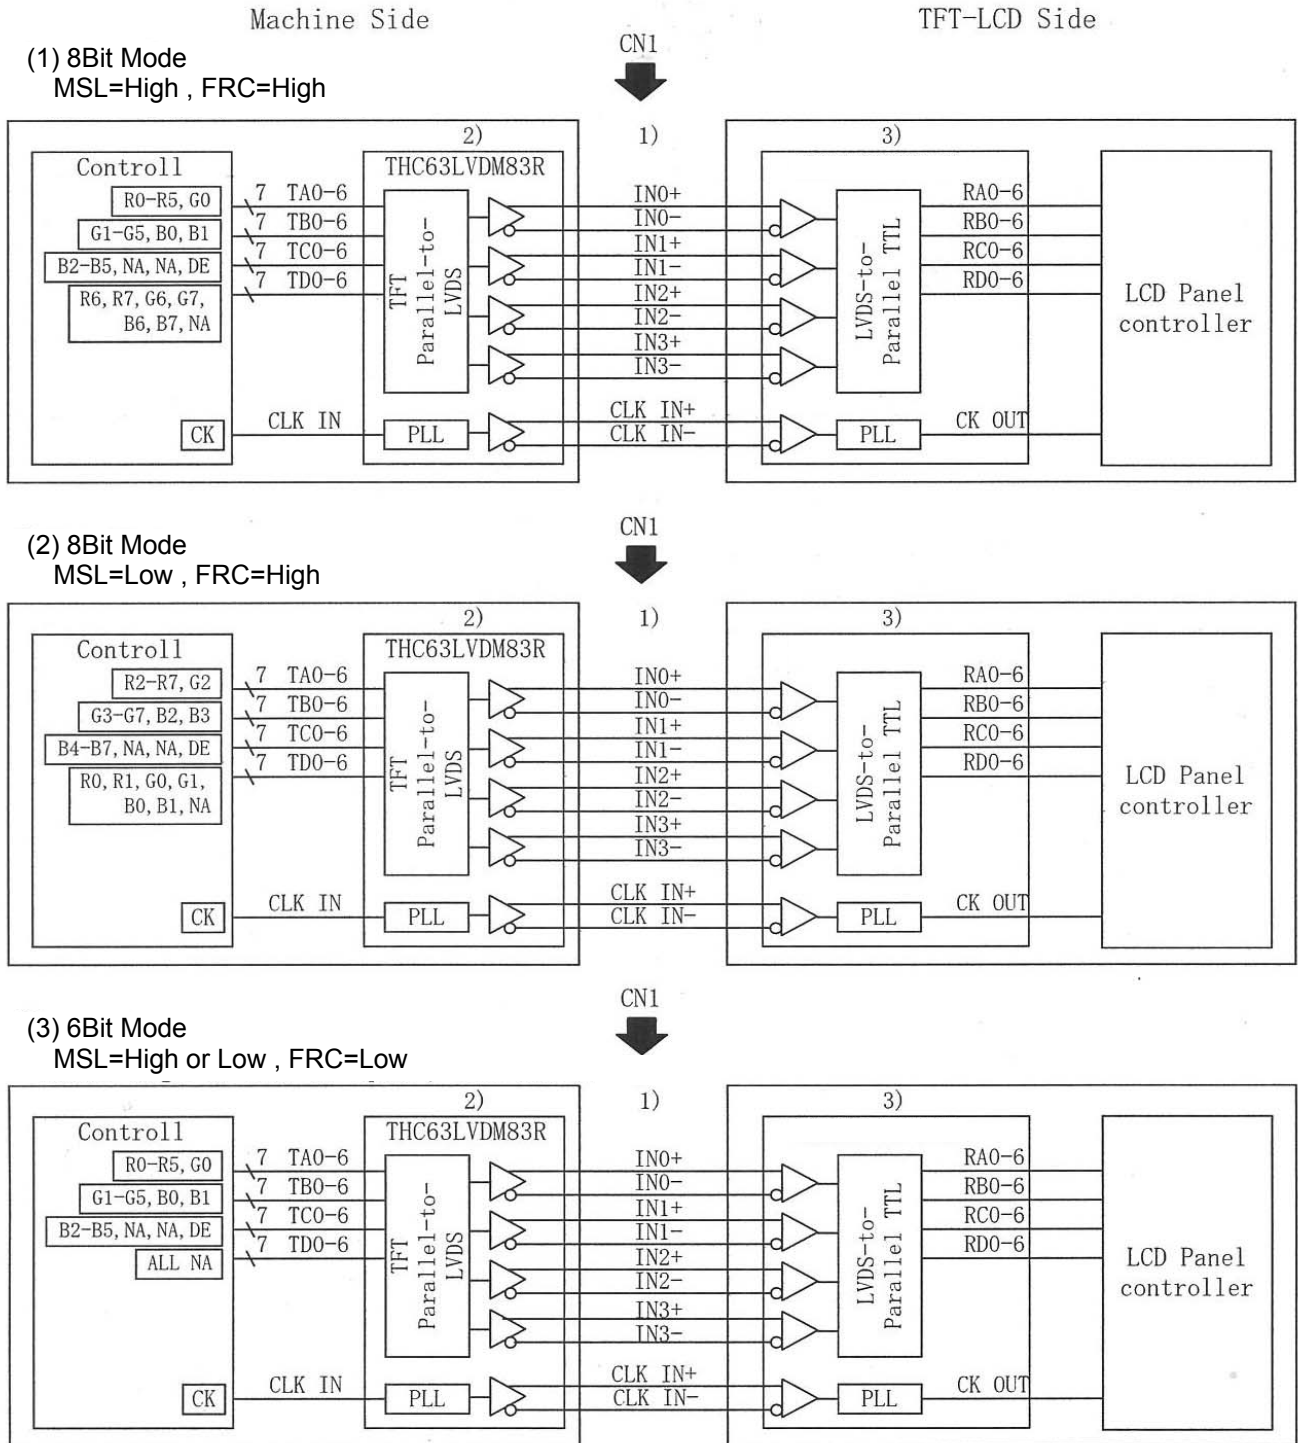 Machine Side
TFT-LCD Side
CN1
(1) 8Bit Mode
MSL=High , FRC=High
2)
1)
3)
Controll
THC63LVDM83R
R0-R5, G0
7 TA0-6
G1-G5, B0, B1
7 TB0-6
B2-B5, NA, NA, DE
7 TC0-6
R6, R7, G6, G7,
B6, B7, NA
7 TD0-6
TFT
Parallel-to-
LVDS
IN0+
IN0-
IN1+
IN1-
IN2+
IN2-
IN3+
IN3-
LVDS-to-
Parallel TTL
RA0-6
RB0-6
RC0-6
RD0-6
LCD Panel
controller
CK
CLK IN
PLL
CLK IN+
CLK IN-
PLL
CK OUT
CN1
(2) 8Bit Mode
MSL=Low , FRC=High
2)
1)
3)
Controll
THC63LVDM83R
R2-R7, G2
7 TA0-6
G3-G7, B2, B3
7 TB0-6
B4-B7, NA, NA, DE
7 TC0-6
R0, R1, G0, G1,
B0, B1, NA
7 TD0-6
TFT
Parallel-to-
LVDS
IN0+
IN0-
IN1+
IN1-
IN2+
IN2-
IN3+
IN3-
LVDS-to-
Parallel TTL
RA0-6
RB0-6
RC0-6
RD0-6
LCD Panel
controller
CK
CLK IN
PLL
CLK IN+
CLK IN-
PLL
CK OUT
CN1
(3) 6Bit Mode
MSL=High or Low , FRC=Low
2)
1)
3)
Controll
THC63LVDM83R
R0-R5, G0
7 TA0-6
G1-G5, B0, B1
7 TB0-6
B2-B5, NA, NA, DE
7 TC0-6
ALL NA
7 TD0-6
TFT
Parallel-to-
LVDS
IN0+
IN0-
IN1+
IN1-
IN2+
IN2-
IN3+
IN3-
LVDS-to-
Parallel TTL
RA0-6
RB0-6
RC0-6
RD0-6
LCD Panel
controller
CK
CLK IN
PLL
CLK IN+
CLK IN-
PLL
CK OUT